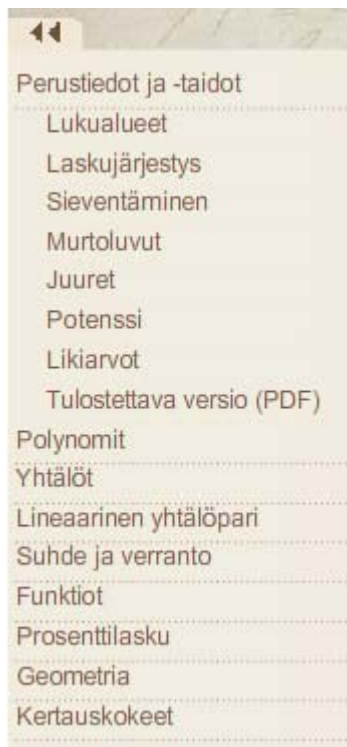 Perustiedot ja -taidot
Lukualueet
Laskujärjestys
Sieventäminen
Murtoluvut
Juuret
Potenssi
Likiarvot
Tulostettava versio (PDF)
Polynomit
Yhtälöt
Lineaarinen yhtälöpari
Suhde ja verranto
Funktiot
Prosenttilasku
Geometria
Kertauskokeet